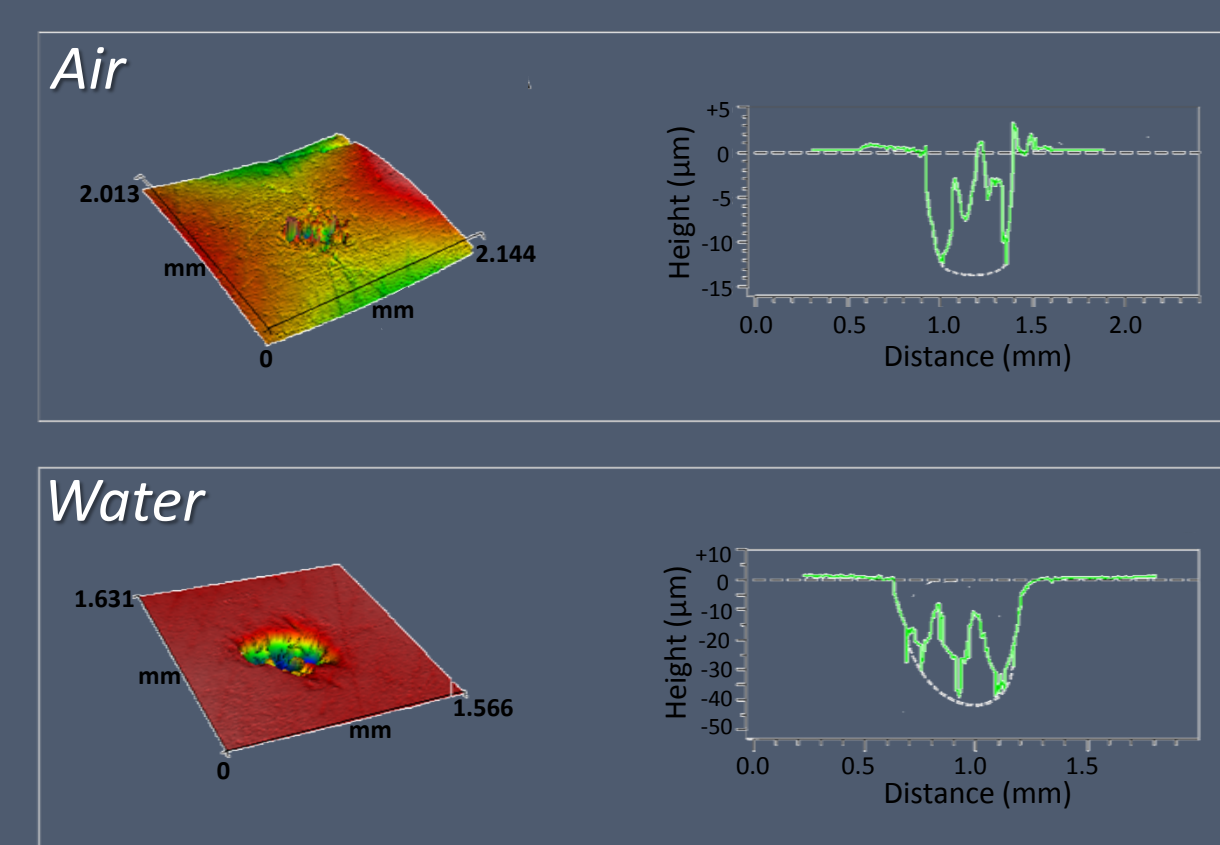 Air
2.013
mm
2.144
mm
0
+5
0
-5
-10
-15
Height (µm)
0.0 0.5 1.0 1.5 2.0
Distance (mm)
Water
1.631
mm
1.566
mm
0
+10
0
-10
-20
-30
-40
-50
Height (µm)
0.0 0.5 1.0 1.5
Distance (mm)